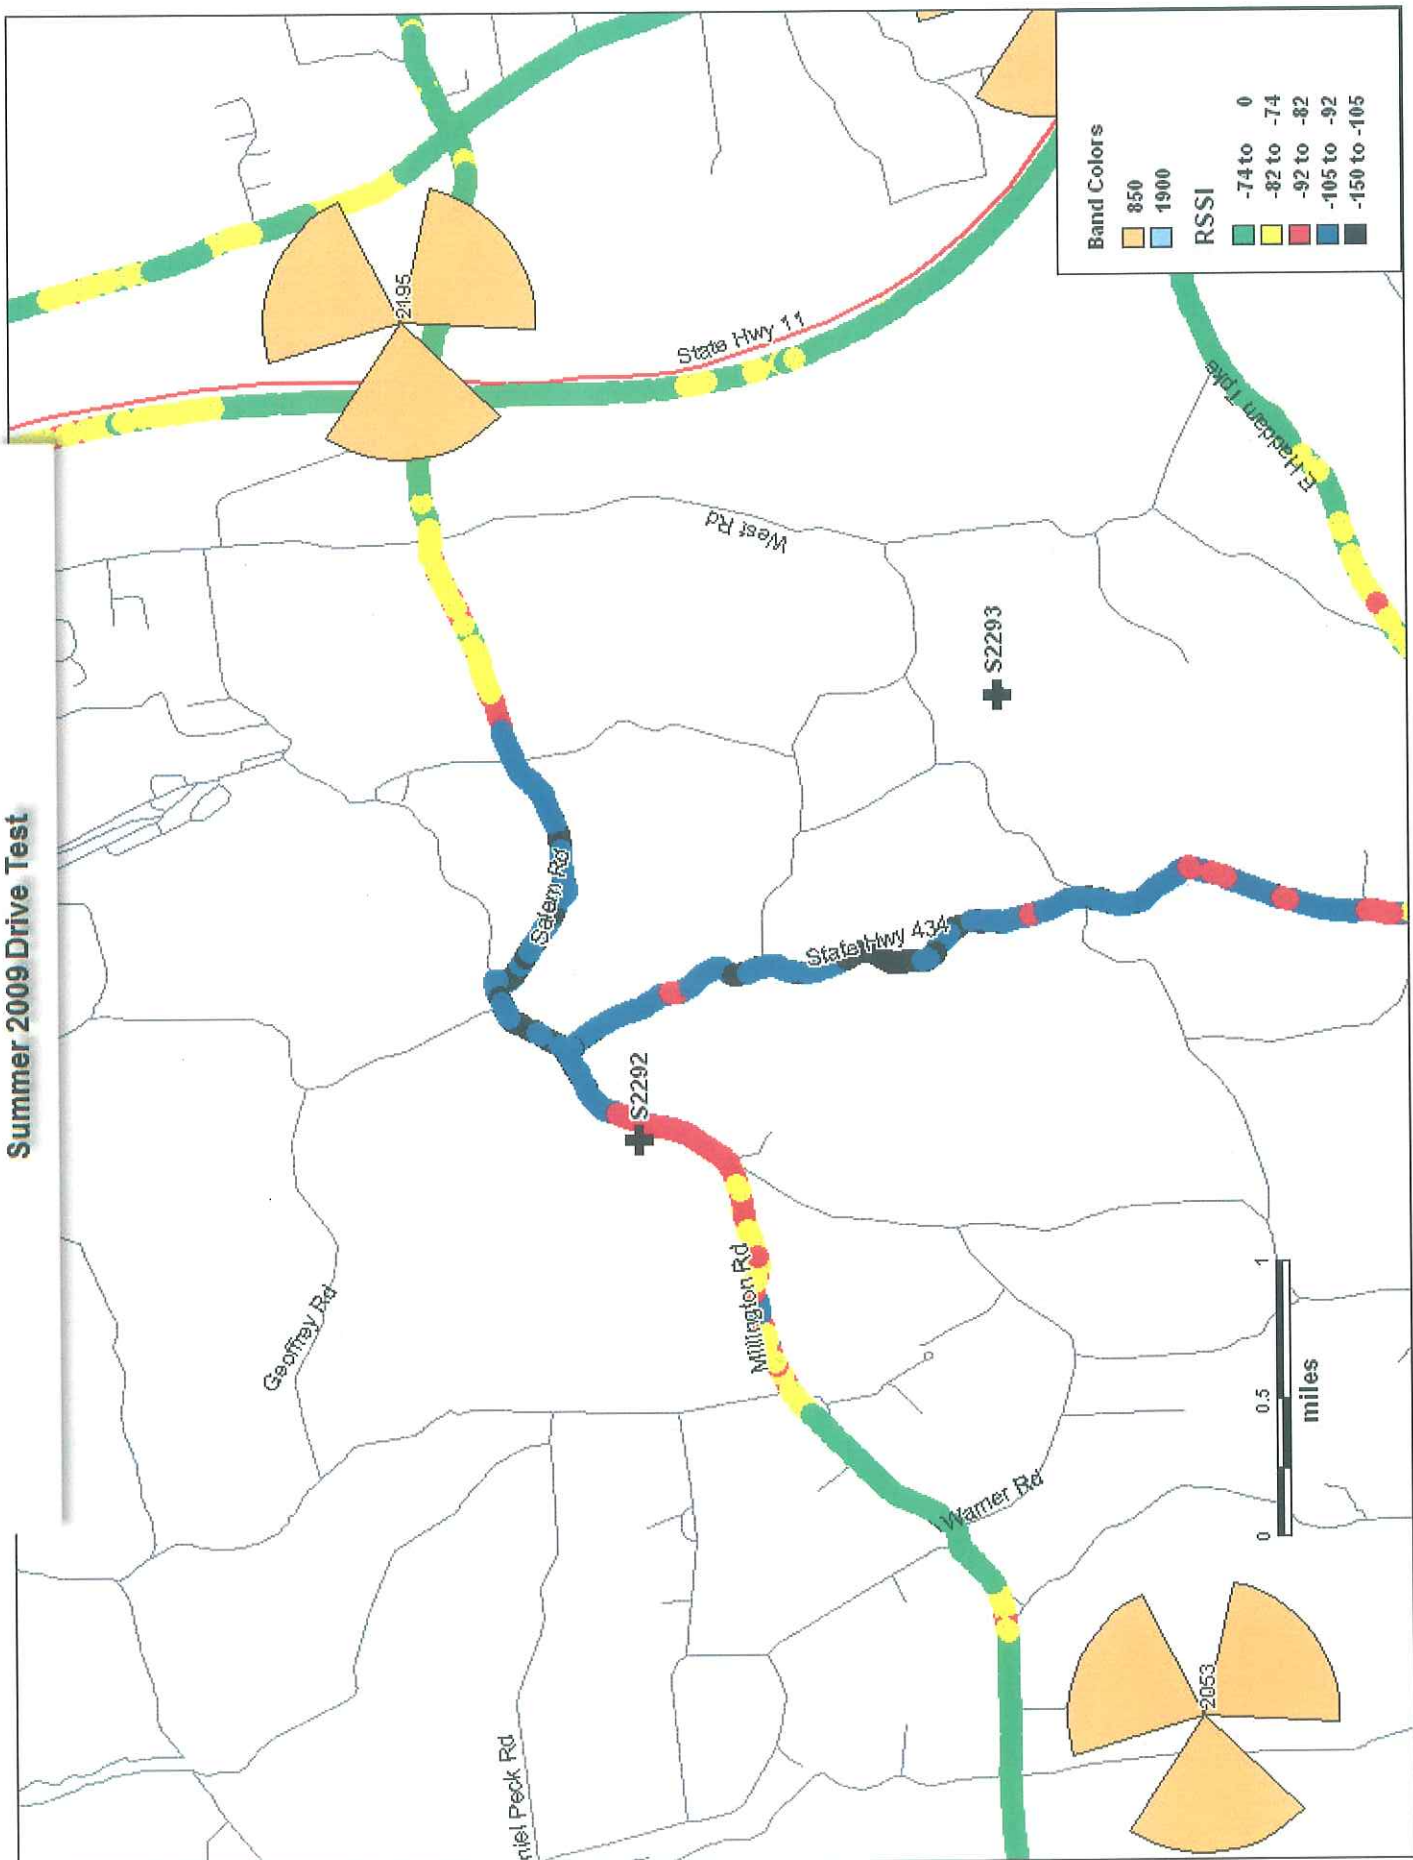 Summer 2009 Drive Test
2195
State Hwy 11
West Rd
E Haddam Tpke
S2293
Salem Rd
State Hwy 434
S2292
Geoffrey Rd
Millington Rd
Warner Rd
niel Peck Rd
2053
0 0.5 1
miles
Band Colors
850
1900
RSSI
-74 to 0
-82 to -74
-92 to -82
-105 to -92
-150 to -105